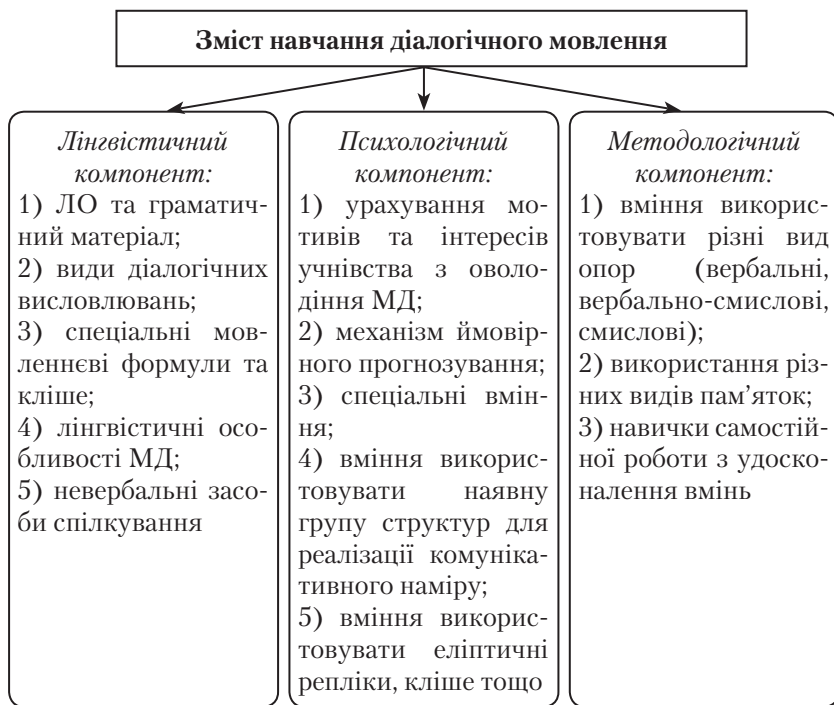 Зміст навчання діалогічного мовлення
Лінгвістичний
компонент:
1) ЛО та граматич-
ний матеріал;
2) види діалогічних
висловлювань;
3) спеціальні мов-
леннєві формули та
кліше;
4) лінгвістичні осо-
бливості МД;
5) невербальні засо-
би спілкування
Психологічний
компонент:
1) урахування мо-
тивів та інтересів
учнівства з оволо-
діння МД;
2) механізм ймовір-
ного прогнозування;
3) спеціальні вмін-
ня;
4) вміння викорис-
товувати наявну
групу структур для
реалізації комуніка-
тивного наміру;
5) вміння викорис-
товувати еліптичні
репліки, кліше тощо
Методологічний
компонент:
1) вміння викорис-
товувати різні вид
опор (вербальні,
вербально-смислові,
смислові);
2) використання різ-
них видів пам’яток;
3) навички самостій-
ної роботи з удоско-
налення вмінь